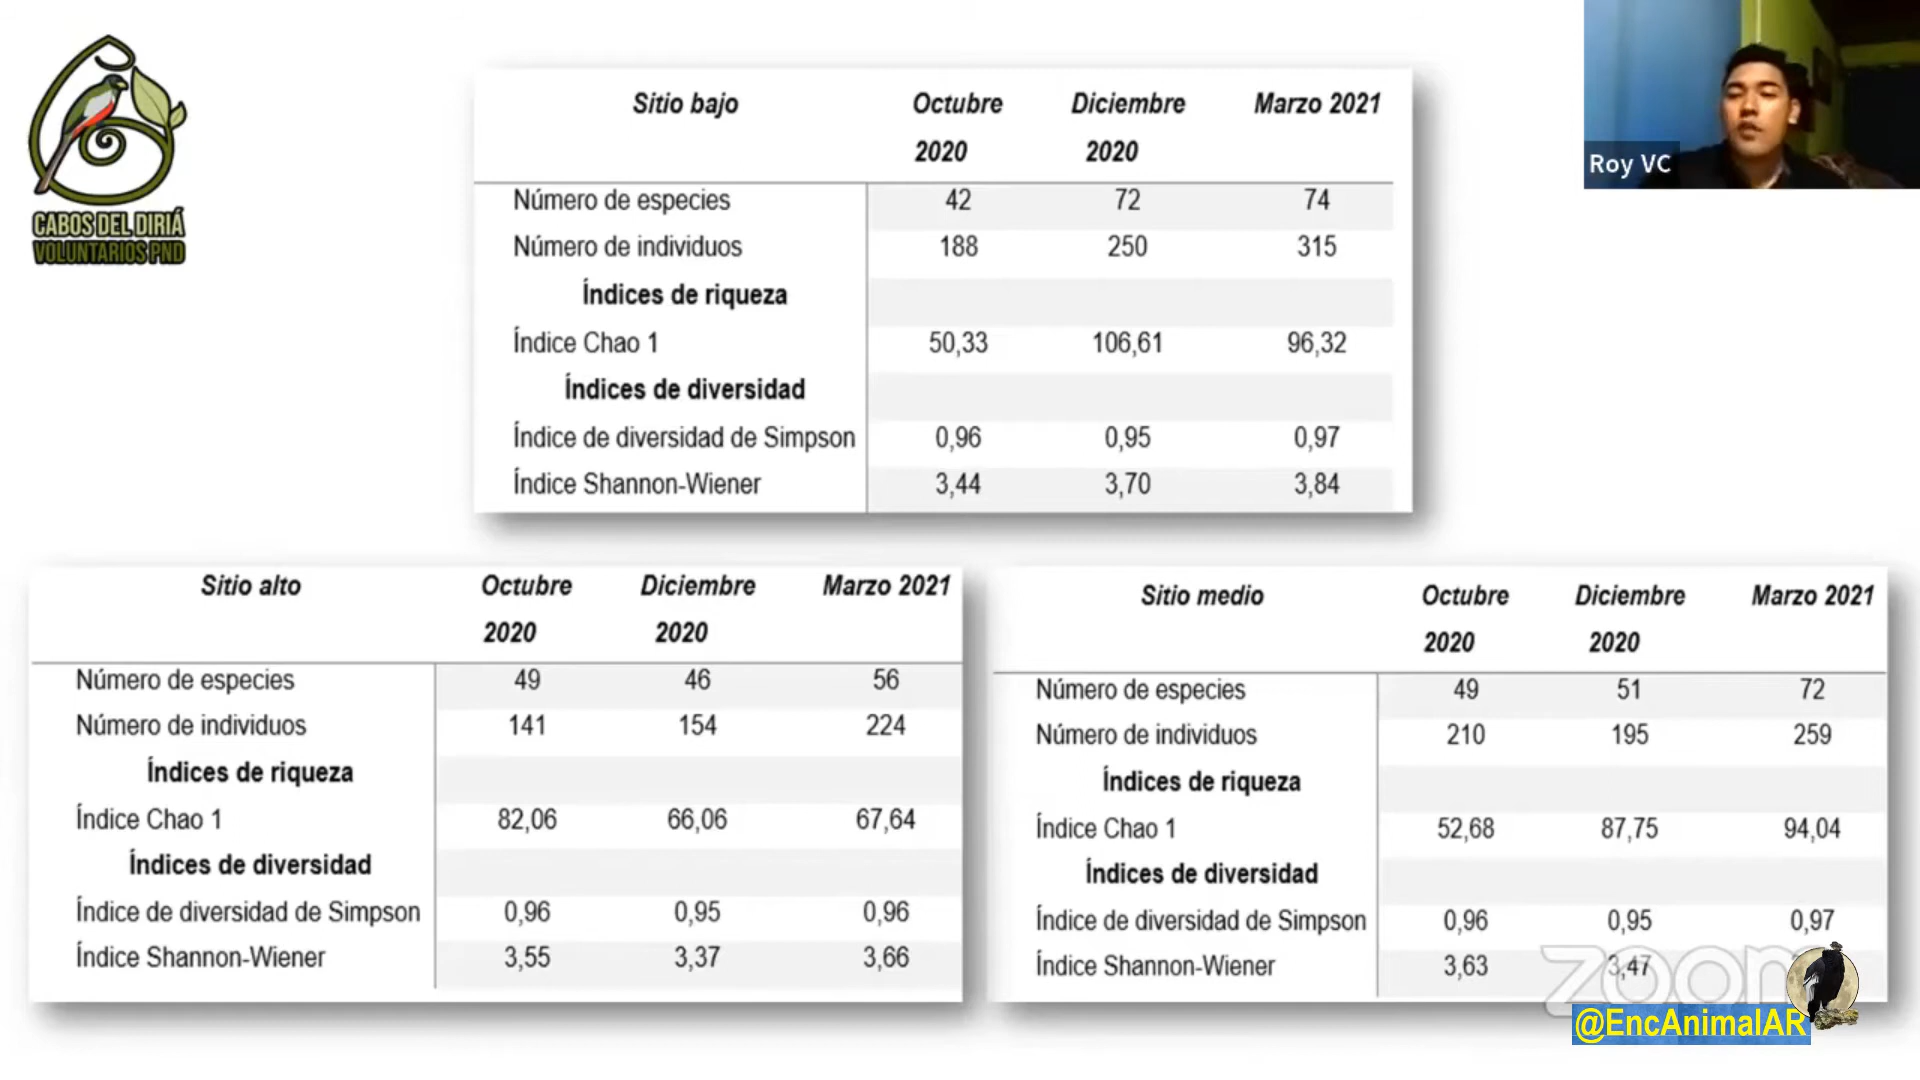 CABOS DEL DIRIÁ
VOLUNTARIOS PND
Sitio bajo Octubre 2020 Diciembre 2020 Marzo 2021
Número de especies 42 72 74
Número de individuos 188 250 315
Índices de riqueza
Índice Chao 1 50,33 106,61 96,32
Índices de diversidad
Índice de diversidad de Simpson 0,96 0,95 0,97
Índice Shannon-Wiener 3,44 3,70 3,84
Roy VC
Sitio alto Octubre 2020 Diciembre 2020 Marzo 2021
Número de especies 49 46 56
Número de individuos 141 154 224
Índices de riqueza
Índice Chao 1 82,06 66,06 67,64
Índices de diversidad
Índice de diversidad de Simpson 0,96 0,95 0,96
Índice Shannon-Wiener 3,55 3,37 3,66
Sitio medio Octubre 2020 Diciembre 2020 Marzo 2021
Número de especies 49 51 72
Número de individuos 210 195 259
Índices de riqueza
Índice Chao 1 52,68 87,75 94,04
Índices de diversidad
Índice de diversidad de Simpson 0,96 0,95 0,97
Índice Shannon-Wiener 3,63 3,47
zoom
@EncAnimalAR